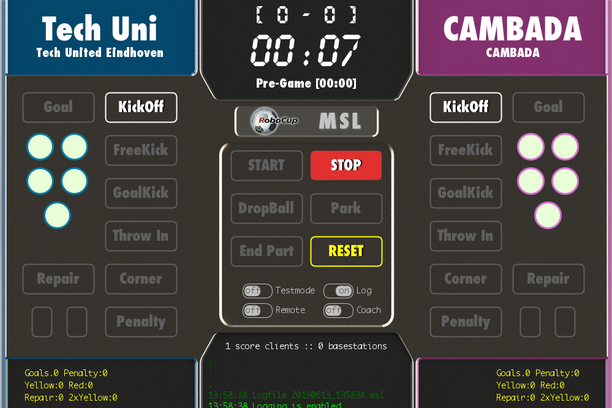 Tech Uni
Tech United Eindhoven
[ 0 - 0 ]
00:07
Pre-Game [00:00]
CAMBADA
CAMBADA
RoboCup MSL
Goal
KickOff
FreeKick
GoalKick
Throw In
Repair
Corner
Penalty
START
STOP
DropBall
Park
End Part
RESET
off Testmode
on Log
off Remote
off Coach
KickOff
Goal
FreeKick
GoalKick
Throw In
Corner
Repair
Penalty
1 score clients :: 0 basestations
Goals.0 Penalty:0
Yellow:0 Red:0
Repair:0 2xYellow:0
13:58:38 Logfile 20190613_135838.msl
13:58:38 Logging is enabled
Goals.0 Penalty:0
Yellow:0 Red:0
Repair:0 2xYellow:0